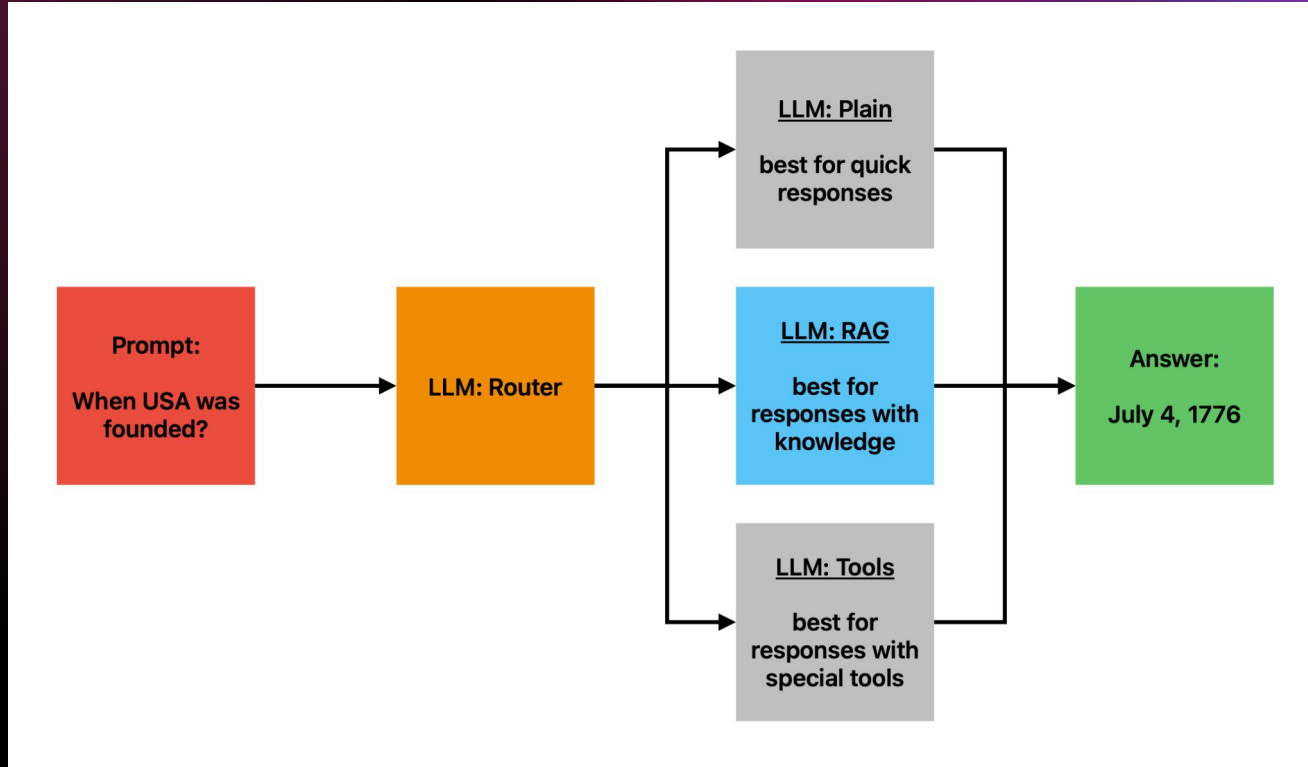 Prompt:
When USA was
founded?
LLM: Router
LLM: Plain
best for quick
responses
LLM: RAG
best for
responses with
knowledge
LLM: Tools
best for
responses with
special tools
Answer:
July 4, 1776